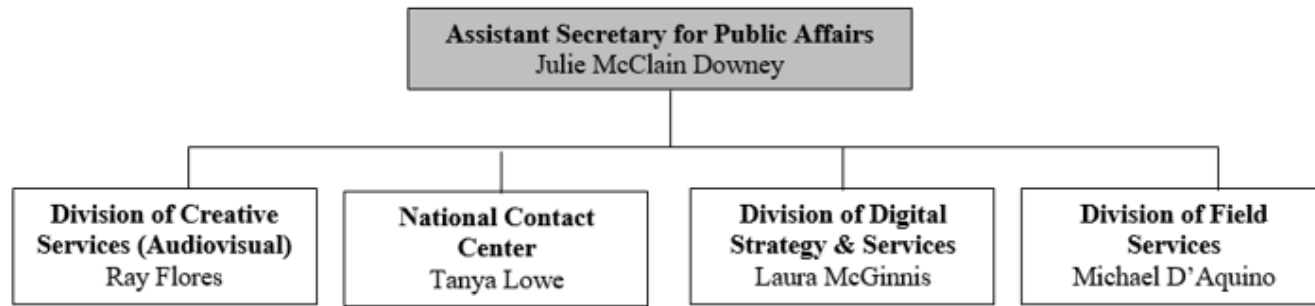 Assistant Secretary for Public Affairs
Julie McClain Downey
Division of Creative
Services (Audiovisual)
Ray Flores
National Contact
Center
Tanya Lowe
Division of Digital
Strategy & Services
Laura McGinnis
Division of Field
Services
Michael D’Aquino